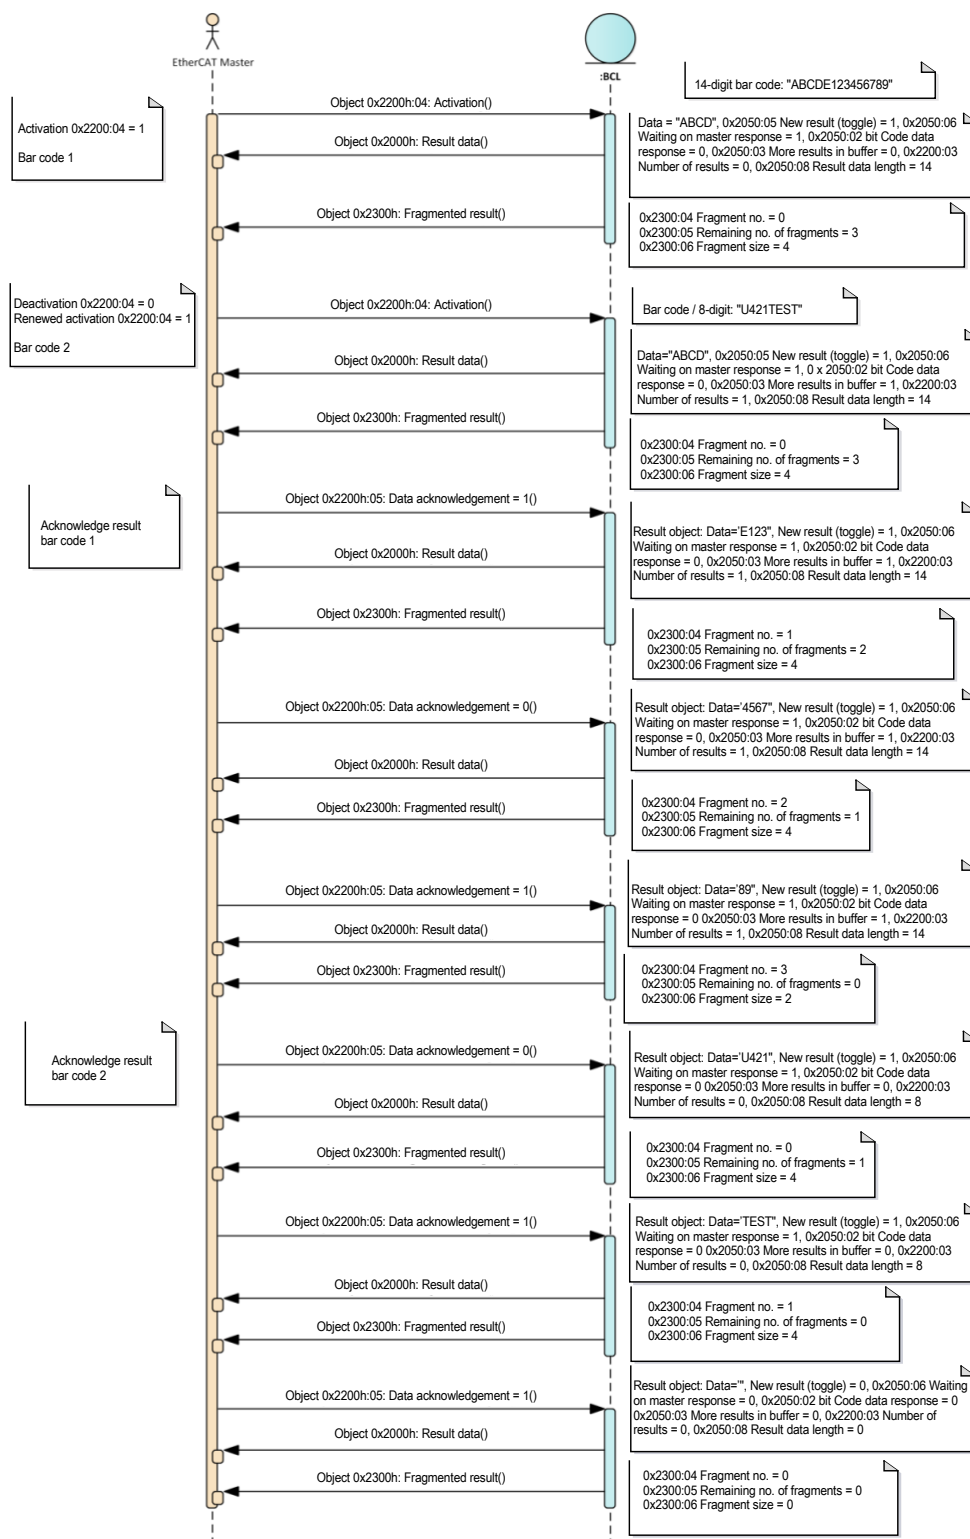 EtherCAT Master
:BCL
14-digit bar code: "ABCDE123456789"
Activation 0x2200:04 = 1
Bar code 1
Object 0x2200h:04: Activation()
Object 0x2000h: Result data()
Object 0x2300h: Fragmented result()
Data = "ABCD", 0x2050:05 New result (toggle) = 1, 0x2050:06
Waiting on master response = 1, 0x2050:02 bit Code data
response = 0, 0x2050:03 More results in buffer = 0, 0x2200:03
Number of results = 0, 0x2050:08 Result data length = 14
0x2300:04 Fragment no. = 0
0x2300:05 Remaining no. of fragments = 3
0x2300:06 Fragment size = 4
Deactivation 0x2200:04 = 0
Renewed activation 0x2200:04 = 1
Bar code 2
Object 0x2200h:04: Activation()
Object 0x2000h: Result data()
Object 0x2300h: Fragmented result()
Bar code / 8-digit: "U421TEST"
Data="ABCD", 0x2050:05 New result (toggle) = 1, 0x2050:06
Waiting on master response = 1, 0 x 2050:02 bit Code data
response = 0, 0x2050:03 More results in buffer = 1, 0x2200:03
Number of results = 1, 0x2050:08 Result data length = 14
0x2300:04 Fragment no. = 0
0x2300:05 Remaining no. of fragments = 3
0x2300:06 Fragment size = 4
Acknowledge result
bar code 1
Object 0x2200h:05: Data acknowledgement = 1()
Object 0x2000h: Result data()
Object 0x2300h: Fragmented result()
Result object: Data='E123", New result (toggle) = 1, 0x2050:06
Waiting on master response = 1, 0x2050:02 bit Code data
response = 0, 0x2050:03 More results in buffer = 1, 0x2200:03
Number of results = 1, 0x2050:08 Result data length = 14
0x2300:04 Fragment no. = 1
0x2300:05 Remaining no. of fragments = 2
0x2300:06 Fragment size = 4
Object 0x2200h:05: Data acknowledgement = 0()
Object 0x2000h: Result data()
Object 0x2300h: Fragmented result()
Result object: Data='4567", New result (toggle) = 1, 0x2050:06
Waiting on master response = 1, 0x2050:02 bit Code data
response = 0, 0x2050:03 More results in buffer = 1, 0x2200:03
Number of results = 1, 0x2050:08 Result data length = 14
0x2300:04 Fragment no. = 2
0x2300:05 Remaining no. of fragments = 1
0x2300:06 Fragment size = 4
Object 0x2200h:05: Data acknowledgement = 1()
Object 0x2000h: Result data()
Object 0x2300h: Fragmented result()
Result object: Data='89", New result (toggle) = 1, 0x2050:06
Waiting on master response = 1, 0x2050:02 bit Code data
response = 0 0x2050:03 More results in buffer = 1, 0x2200:03
Number of results = 1, 0x2050:08 Result data length = 14
0x2300:04 Fragment no. = 3
0x2300:05 Remaining no. of fragments = 0
0x2300:06 Fragment size = 2
Acknowledge result
bar code 2
Object 0x2200h:05: Data acknowledgement = 0()
Object 0x2000h: Result data()
Object 0x2300h: Fragmented result()
Result object: Data='U421", New result (toggle) = 1, 0x2050:06
Waiting on master response = 1, 0x2050:02 bit Code data
response = 0 0x2050:03 More results in buffer = 0, 0x2200:03
Number of results = 0, 0x2050:08 Result data length = 8
0x2300:04 Fragment no. = 0
0x2300:05 Remaining no. of fragments = 1
0x2300:06 Fragment size = 4
Object 0x2200h:05: Data acknowledgement = 1()
Object 0x2000h: Result data()
Object 0x2300h: Fragmented result()
Result object: Data='TEST", New result (toggle) = 1, 0x2050:06
Waiting on master response = 1, 0x2050:02 bit Code data
response = 0 0x2050:03 More results in buffer = 0, 0x2200:03
Number of results = 0, 0x2050:08 Result data length = 8
0x2300:04 Fragment no. = 1
0x2300:05 Remaining no. of fragments = 0
0x2300:06 Fragment size = 4
Object 0x2200h:05: Data acknowledgement = 1()
Object 0x2000h: Result data()
Object 0x2300h: Fragmented result()
Result object: Data='", New result (toggle) = 0, 0x2050:06 Waiting
on master response = 0, 0x2050:02 bit Code data response = 0
0x2050:03 More results in buffer = 0, 0x2200:03 Number of
results = 0, 0x2050:08 Result data length = 0
0x2300:04 Fragment no. = 0
0x2300:05 Remaining no. of fragments = 0
0x2300:06 Fragment size = 0